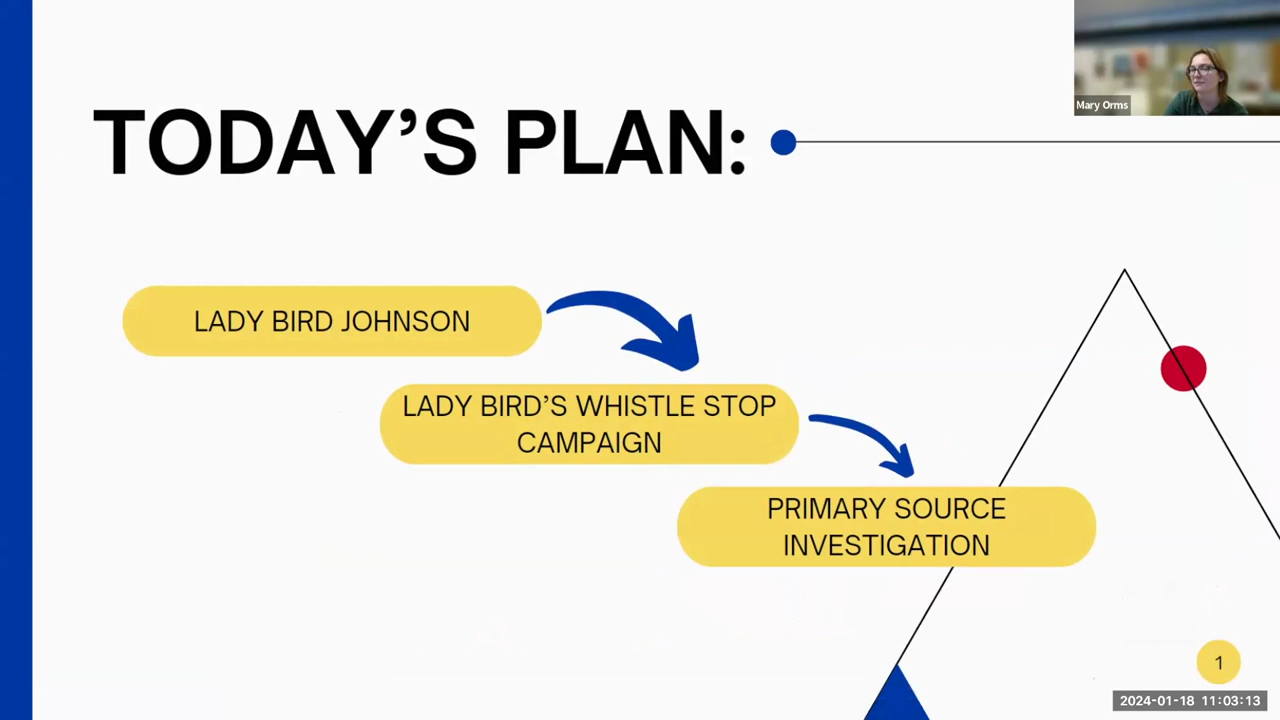 Mary Orms
TODAY’S PLAN:
LADY BIRD JOHNSON
LADY BIRD’S WHISTLE STOP
CAMPAIGN
PRIMARY SOURCE
INVESTIGATION
1
2024-01-18 11:03:13